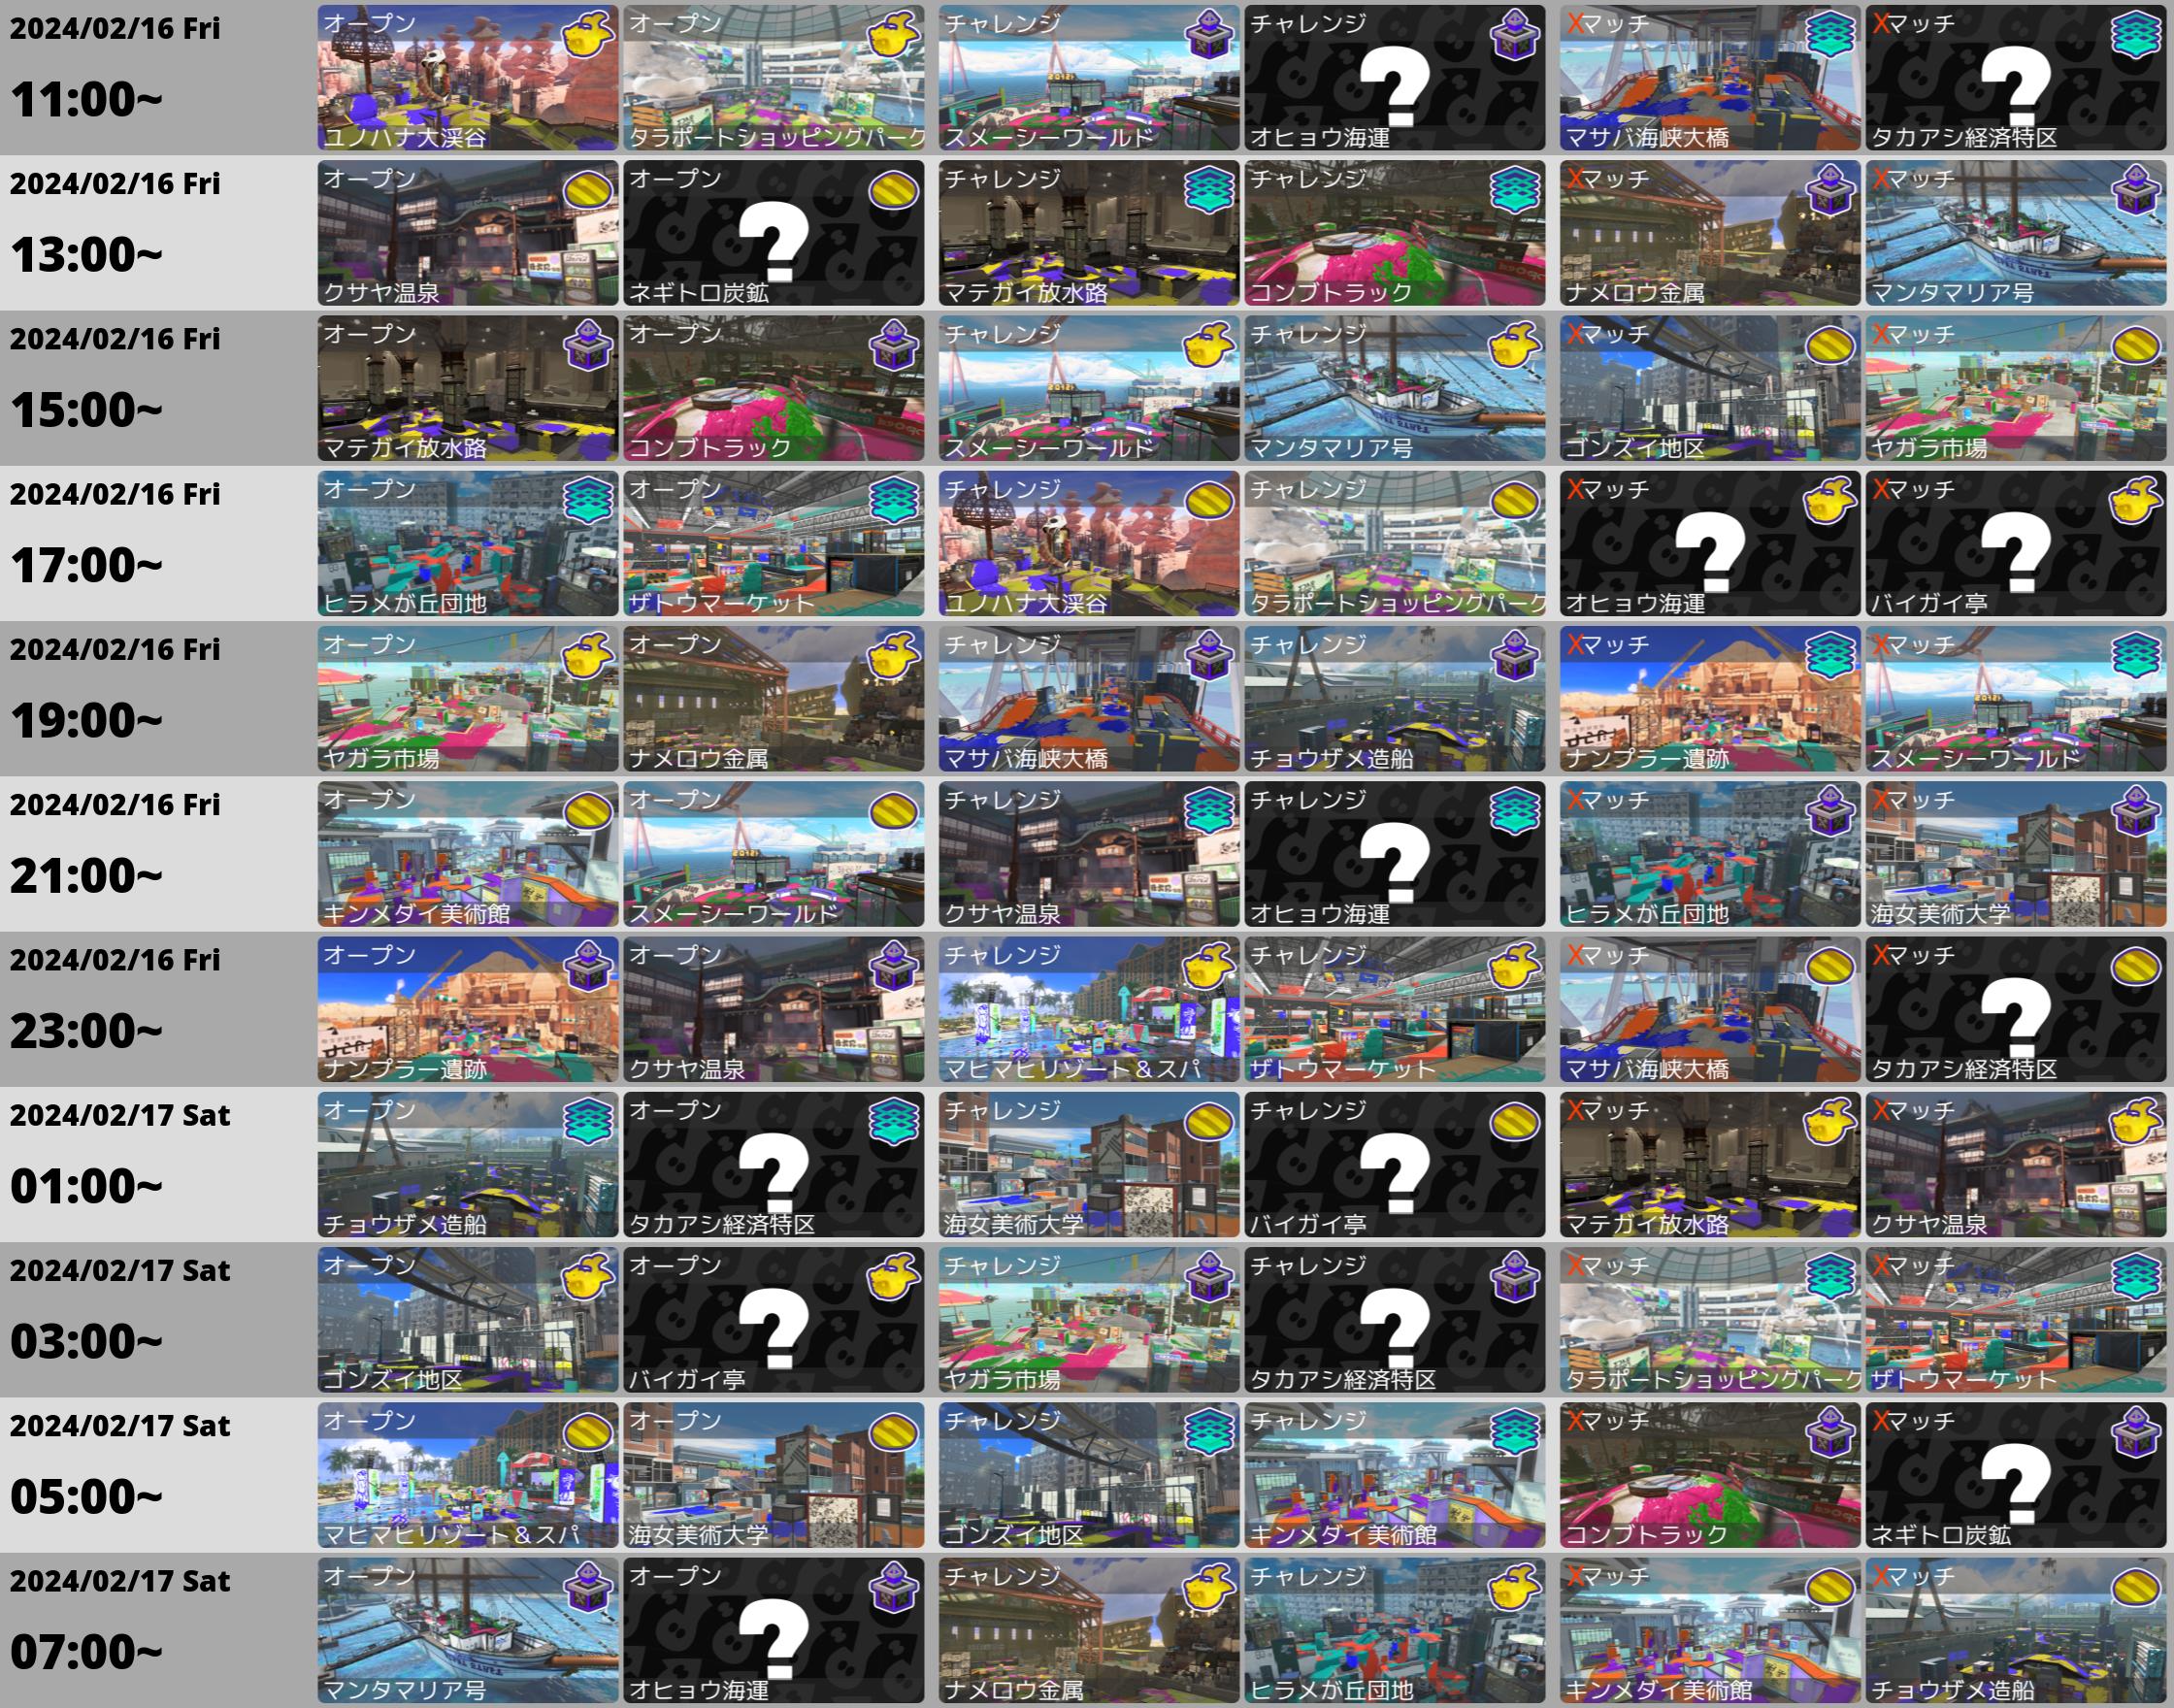 2024/02/16 Fri
11:00~
オープン
ユノハナ大渓谷
オープン
タラポートショッピングパーク
チャレンジ
スメーシーワールド
チャレンジ
オヒョウ海運
Xマッチ
マサバ海峡大橋
Xマッチ
タカアシ経済特区
2024/02/16 Fri
13:00~
オープン
クサヤ温泉
オープン
ネギトロ炭鉱
チャレンジ
マテガイ放水路
チャレンジ
コンブトラック
Xマッチ
ナメロウ金属
Xマッチ
マンタマリア号
2024/02/16 Fri
15:00~
オープン
マテガイ放水路
オープン
コンブトラック
チャレンジ
スメーシーワールド
チャレンジ
マンタマリア号
Xマッチ
ゴンズイ地区
Xマッチ
ヤガラ市場
2024/02/16 Fri
17:00~
オープン
ヒラメが丘団地
オープン
ザトウマーケット
チャレンジ
ユノハナ大渓谷
チャレンジ
タラポートショッピングパーク
Xマッチ
オヒョウ海運
Xマッチ
バイガイ亭
2024/02/16 Fri
19:00~
オープン
ヤガラ市場
オープン
ナメロウ金属
チャレンジ
マサバ海峡大橋
チャレンジ
チョウザメ造船
Xマッチ
ナンプラー遺跡
Xマッチ
スメーシーワールド
2024/02/16 Fri
21:00~
オープン
キンメダイ美術館
オープン
スメーシーワールド
チャレンジ
クサヤ温泉
チャレンジ
オヒョウ海運
Xマッチ
ヒラメが丘団地
Xマッチ
海女美術大学
2024/02/16 Fri
23:00~
オープン
ナンプラー遺跡
オープン
クサヤ温泉
チャレンジ
マヒマヒリゾート＆スパ
チャレンジ
ザトウマーケット
Xマッチ
マサバ海峡大橋
Xマッチ
タカアシ経済特区
2024/02/17 Sat
01:00~
オープン
チョウザメ造船
オープン
タカアシ経済特区
チャレンジ
海女美術大学
チャレンジ
バイガイ亭
Xマッチ
マテガイ放水路
Xマッチ
クサヤ温泉
2024/02/17 Sat
03:00~
オープン
ゴンズイ地区
オープン
バイガイ亭
チャレンジ
ヤガラ市場
チャレンジ
タカアシ経済特区
Xマッチ
タラポートショッピングパーク
Xマッチ
ザトウマーケット
2024/02/17 Sat
05:00~
オープン
マヒマヒリゾート＆スパ
オープン
海女美術大学
チャレンジ
ゴンズイ地区
チャレンジ
キンメダイ美術館
Xマッチ
コンブトラック
Xマッチ
ネギトロ炭鉱
2024/02/17 Sat
07:00~
オープン
マンタマリア号
オープン
オヒョウ海運
チャレンジ
ナメロウ金属
チャレンジ
ヒラメが丘団地
Xマッチ
キンメダイ美術館
Xマッチ
チョウザメ造船